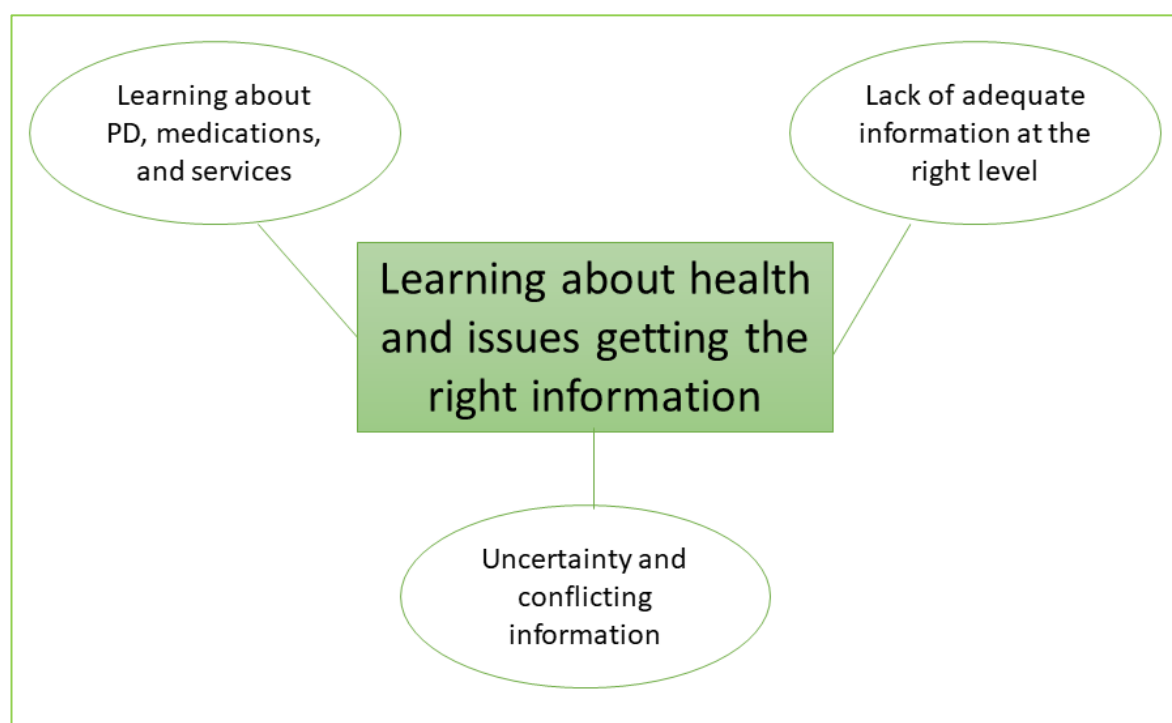 Learning about
PD, medications,
and services
Lack of adequate
information at the
right level
Learning about health
and issues getting the
right information
Uncertainty and
conflicting
information